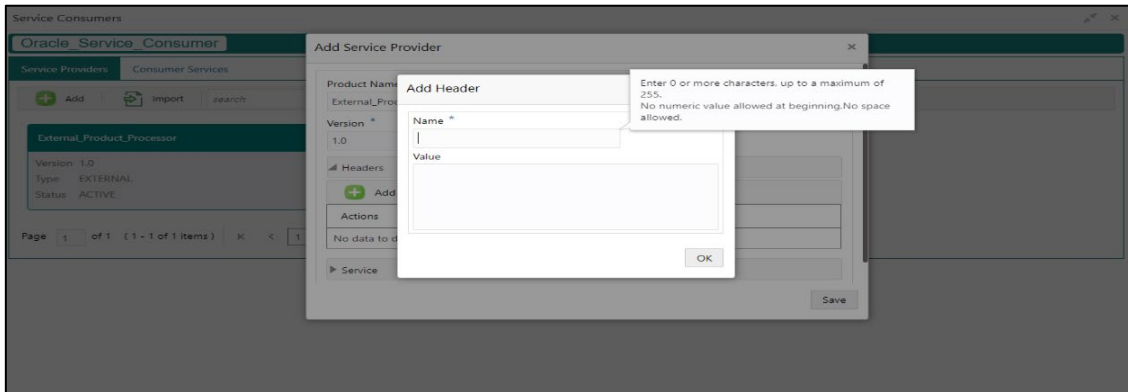 Service Consumers
Oracle_Service_Consumer
Service Providers Consumer Services
Add Import search
External_Product_Processor
Version 1.0
Type EXTERNAL
Status ACTIVE
Page 1 of 1 (1 - 1 of 1 items) K < 1
Add Service Provider
Product Name
External_Proc
Version *
1.0
Headers
Add
Actions
No data to d
Service
Save
Add Header
Name *
Value
OK
Enter 0 or more characters. up to a maximum of
255.
No numeric value allowed at beginning.No space
allowed.